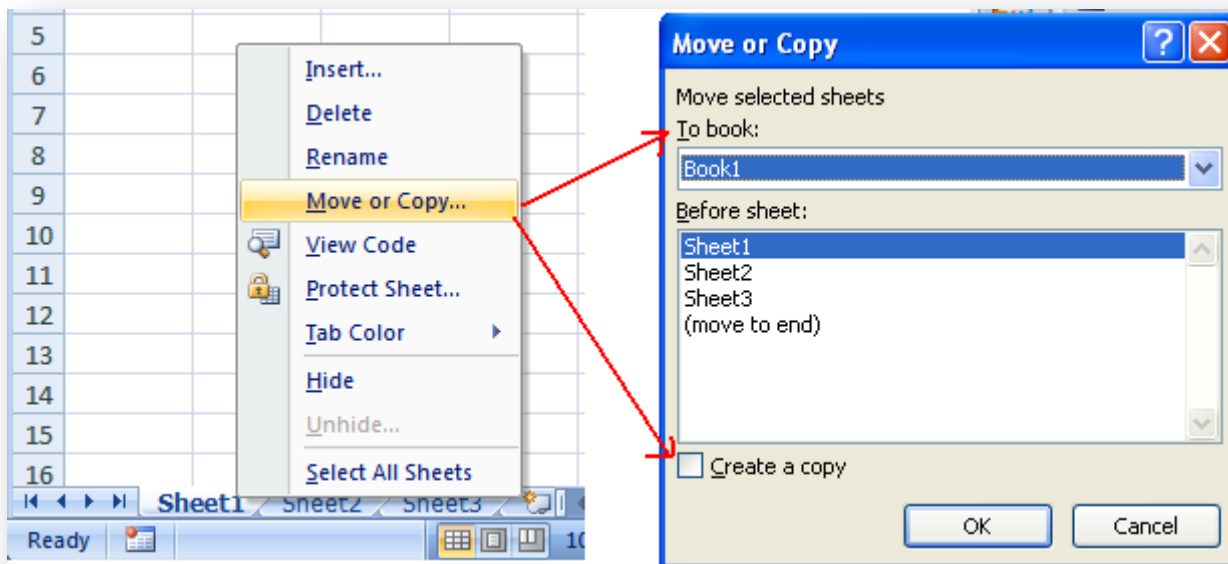 5
6
7
8
9
10
11
12
13
14
15
16
Insert...
Delete
Rename
Move or Copy...
View Code
Protect Sheet...
Tab Color
Hide
Unhide...
Select All Sheets
Sheet1 Sheet2 Sheet3
Ready 10
Move or Copy
Move selected sheets
To book:
Book1
Before sheet:
Sheet1
Sheet2
Sheet3
(move to end)
Create a copy
OK Cancel